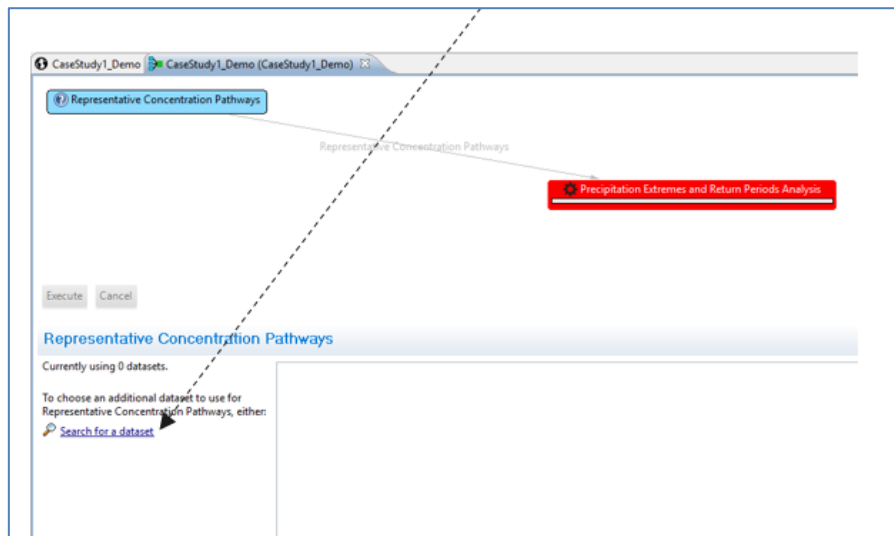 CaseStudy1_Demo CaseStudy1_Demo (CaseStudy1_Demo)
Representative Concentration Pathways
Representative Concentration Pathways
Precipitation Extremes and Return Periods Analysis
Execute Cancel
Representative Concentration Pathways
Currently using 0 datasets.
To choose an additional dataset to use for
Representative Concentration Pathways, either:
Search for a dataset